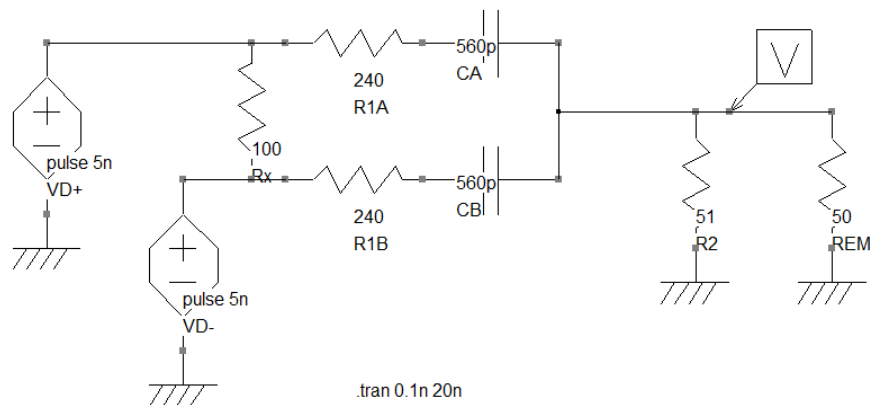 V
560p
CA
240
R1A
100
Rx
pulse 5n
VD+
560p
CB
240
R1B
51
R2
50
REM
pulse 5n
VD-
.tran 0.1n 20n